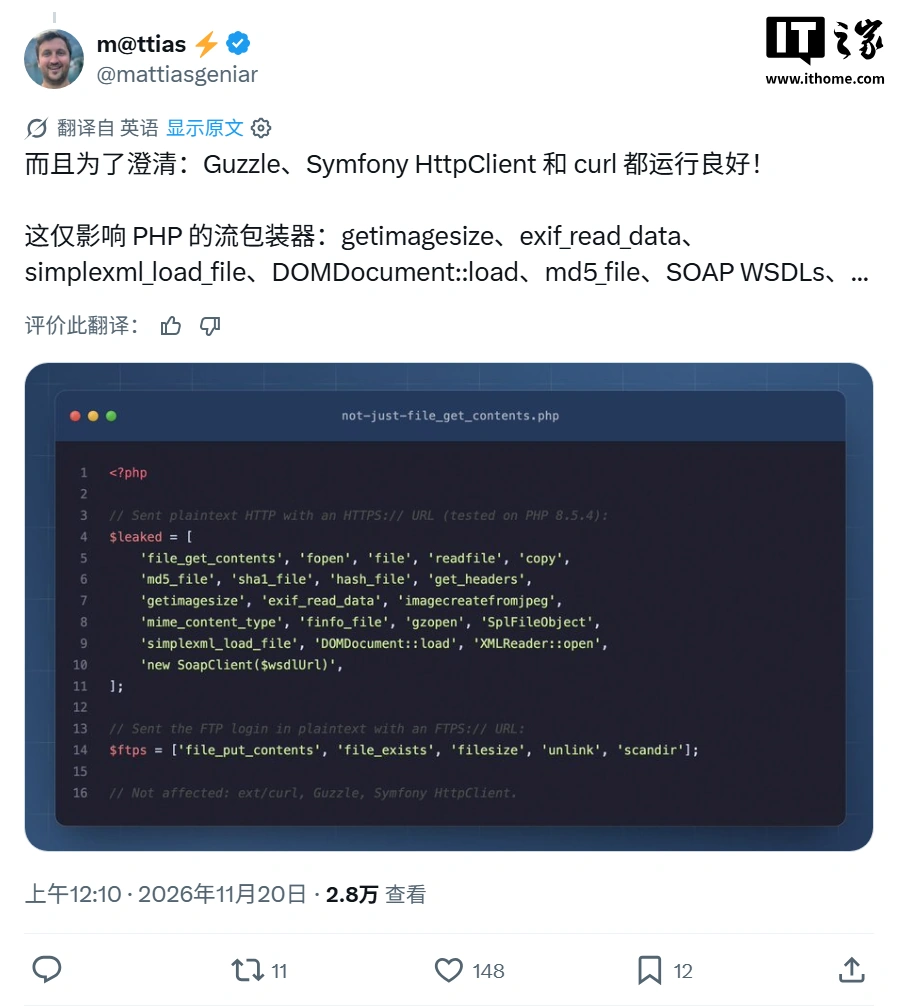 m@ttias
@mattiasgeniar
IT之家
www.ithome.com
翻译自 英语 显示原文
而且为了澄清：Guzzle、Symfony HttpClient 和 curl 都运行良好！
这仅影响 PHP 的流包装器：getimagesize、exif_read_data、
simplexml_load_file、DOMDocument::load、md5_file、SOAP WSDLs、...
评价此翻译：
not-just-file_get_contents.php
1 <?php
2
3 // Sent plaintext HTTP with an HTTPS:// URL (tested on PHP 8.5.4):
4 $leaked = [
5 'file_get_contents', 'fopen', 'file', 'readfile', 'copy',
6 'md5_file', 'sha1_file', 'hash_file', 'get_headers',
7 'getimagesize', 'exif_read_data', 'imagecreatefromjpeg',
8 'mime_content_type', 'finfo_file', 'gzopen', 'SplFileObject',
9 'simplexml_load_file', 'DOMDocument::load', 'XMLReader::open',
10 'new SoapClient($wsdlUrl)',
11 ];
12
13 // Sent the FTP login in plaintext with an FTPS:// URL:
14 $ftps = ['file_put_contents', 'file_exists', 'filesize', 'unlink', 'scandir'];
15
16 // Not affected: ext/curl, Guzzle, Symfony HttpClient.
上午12:10 · 2026年11月20日 · 2.8万 查看
11 148 12